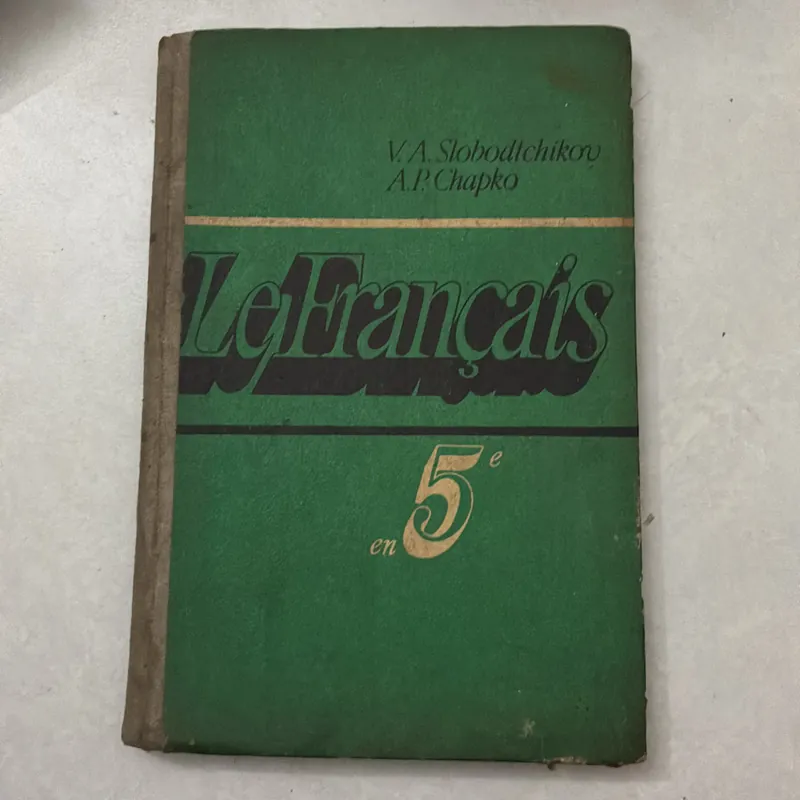 V. A. Slobodtchikov
A. P. Chapko
Le Français
en 5e